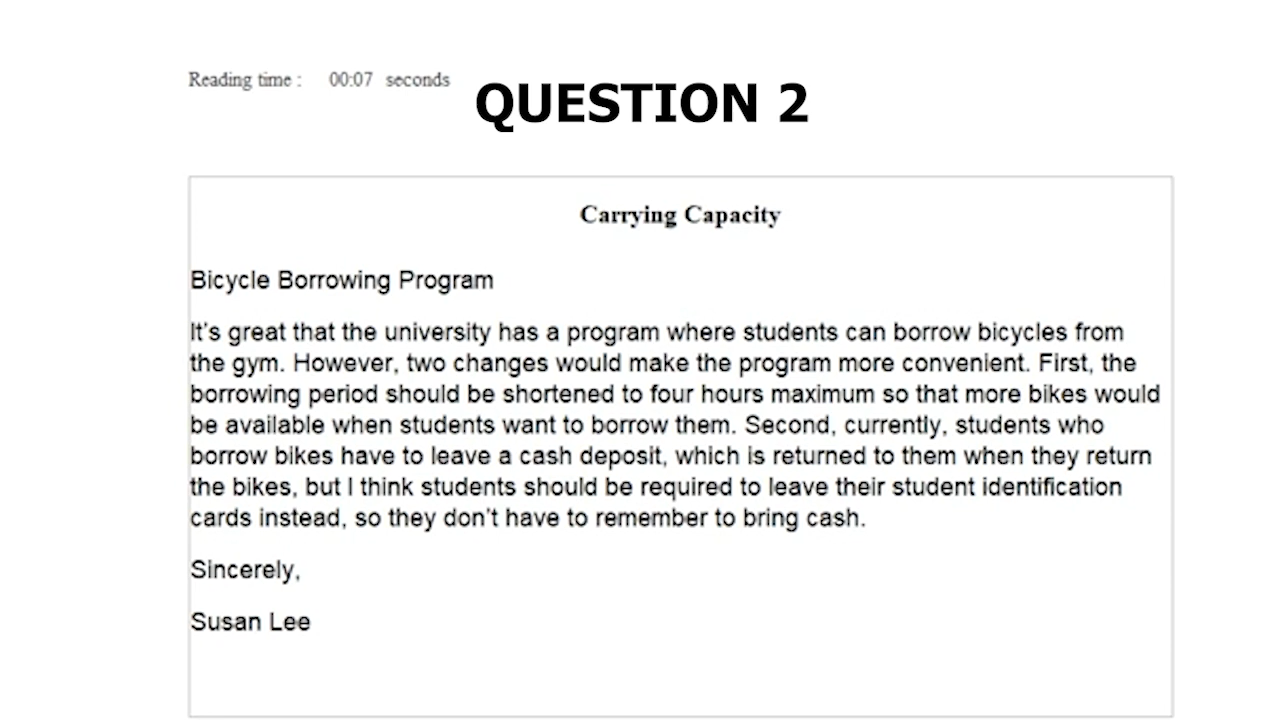 Reading time : 00:07 seconds
QUESTION 2
Carrying Capacity
Bicycle Borrowing Program
It's great that the university has a program where students can borrow bicycles from
the gym. However, two changes would make the program more convenient. First, the
borrowing period should be shortened to four hours maximum so that more bikes would
be available when students want to borrow them. Second, currently, students who
borrow bikes have to leave a cash deposit, which is returned to them when they return
the bikes, but I think students should be required to leave their student identification
cards instead, so they don't have to remember to bring cash.
Sincerely,
Susan Lee